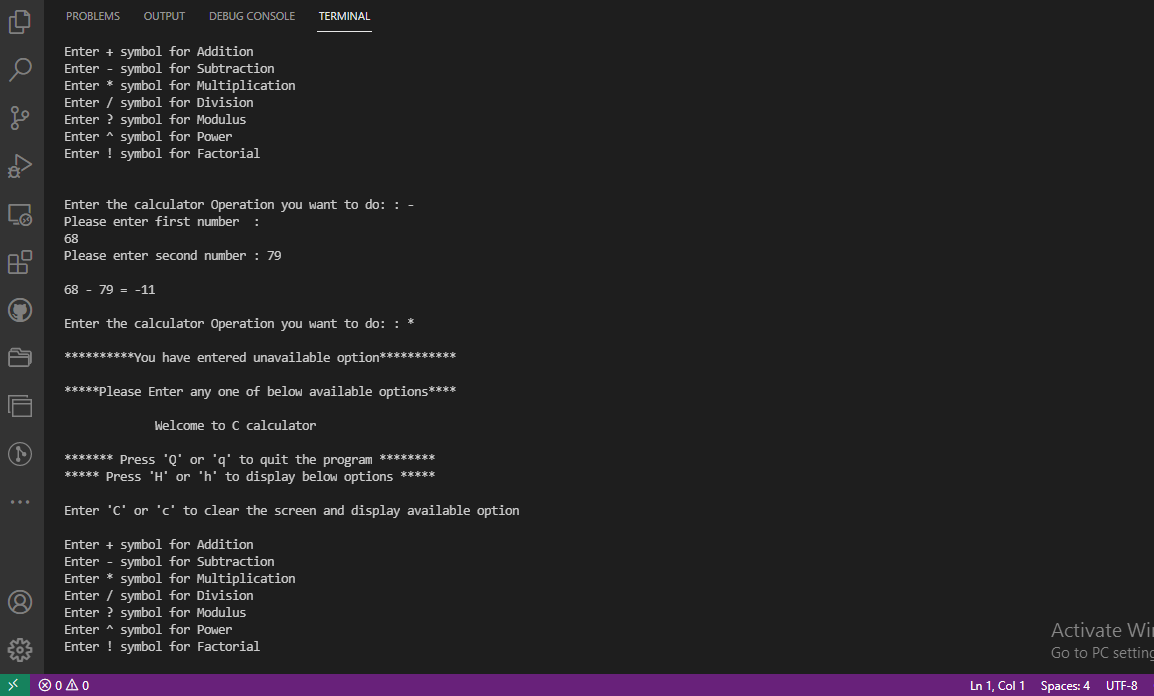 PROBLEMS OUTPUT DEBUG CONSOLE TERMINAL
Enter + symbol for Addition
Enter - symbol for Subtraction
Enter * symbol for Multiplication
Enter / symbol for Division
Enter ? symbol for Modulus
Enter ^ symbol for Power
Enter ! symbol for Factorial
Enter the calculator Operation you want to do: : -
Please enter first number  :
68
Please enter second number : 79
68 - 79 = -11
Enter the calculator Operation you want to do: : *
**********You have entered unavailable option***********
*****Please Enter any one of below available options****
Welcome to C calculator
******* Press 'Q' or 'q' to quit the program ********
***** Press 'H' or 'h' to display below options *****
Enter 'C' or 'c' to clear the screen and display available option
Enter + symbol for Addition
Enter - symbol for Subtraction
Enter * symbol for Multiplication
Enter / symbol for Division
Enter ? symbol for Modulus
Enter ^ symbol for Power
Enter ! symbol for Factorial
Activate Wi
Go to PC setting
0 0 Ln 1, Col 1 Spaces: 4 UTF-8